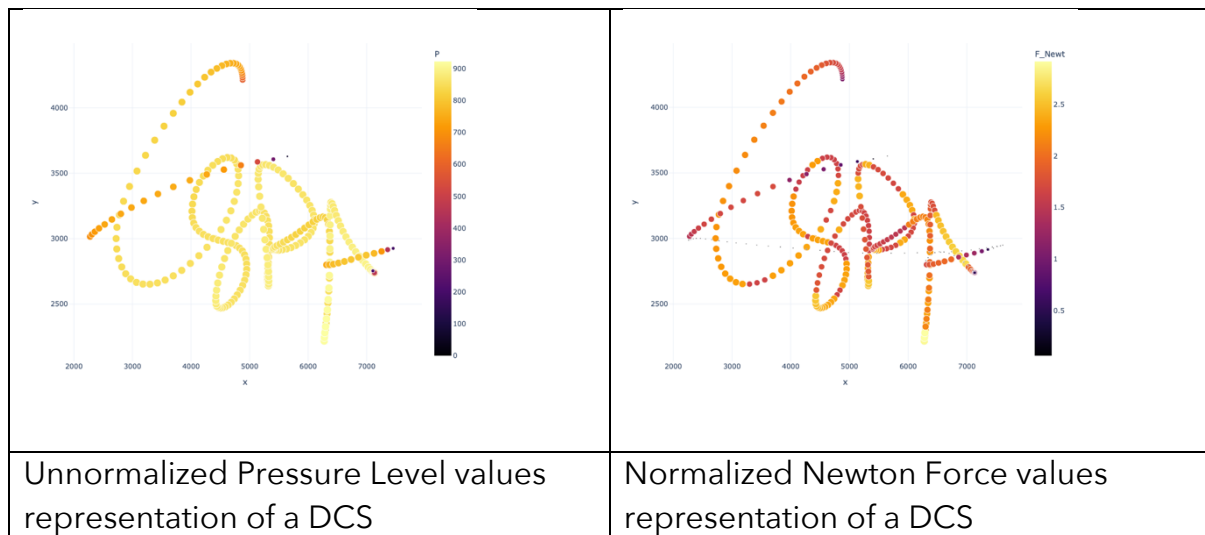 P
900
800
700
600
500
400
300
200
100
0
4000
3500
3000
2500
y
2000 3000 4000 5000 6000 7000
x
F_Newt
2.5
2
1.5
1
0.5
4000
3500
3000
2500
y
2000 3000 4000 5000 6000 7000
x
Unnormalized Pressure Level values
representation of a DCS
Normalized Newton Force values
representation of a DCS